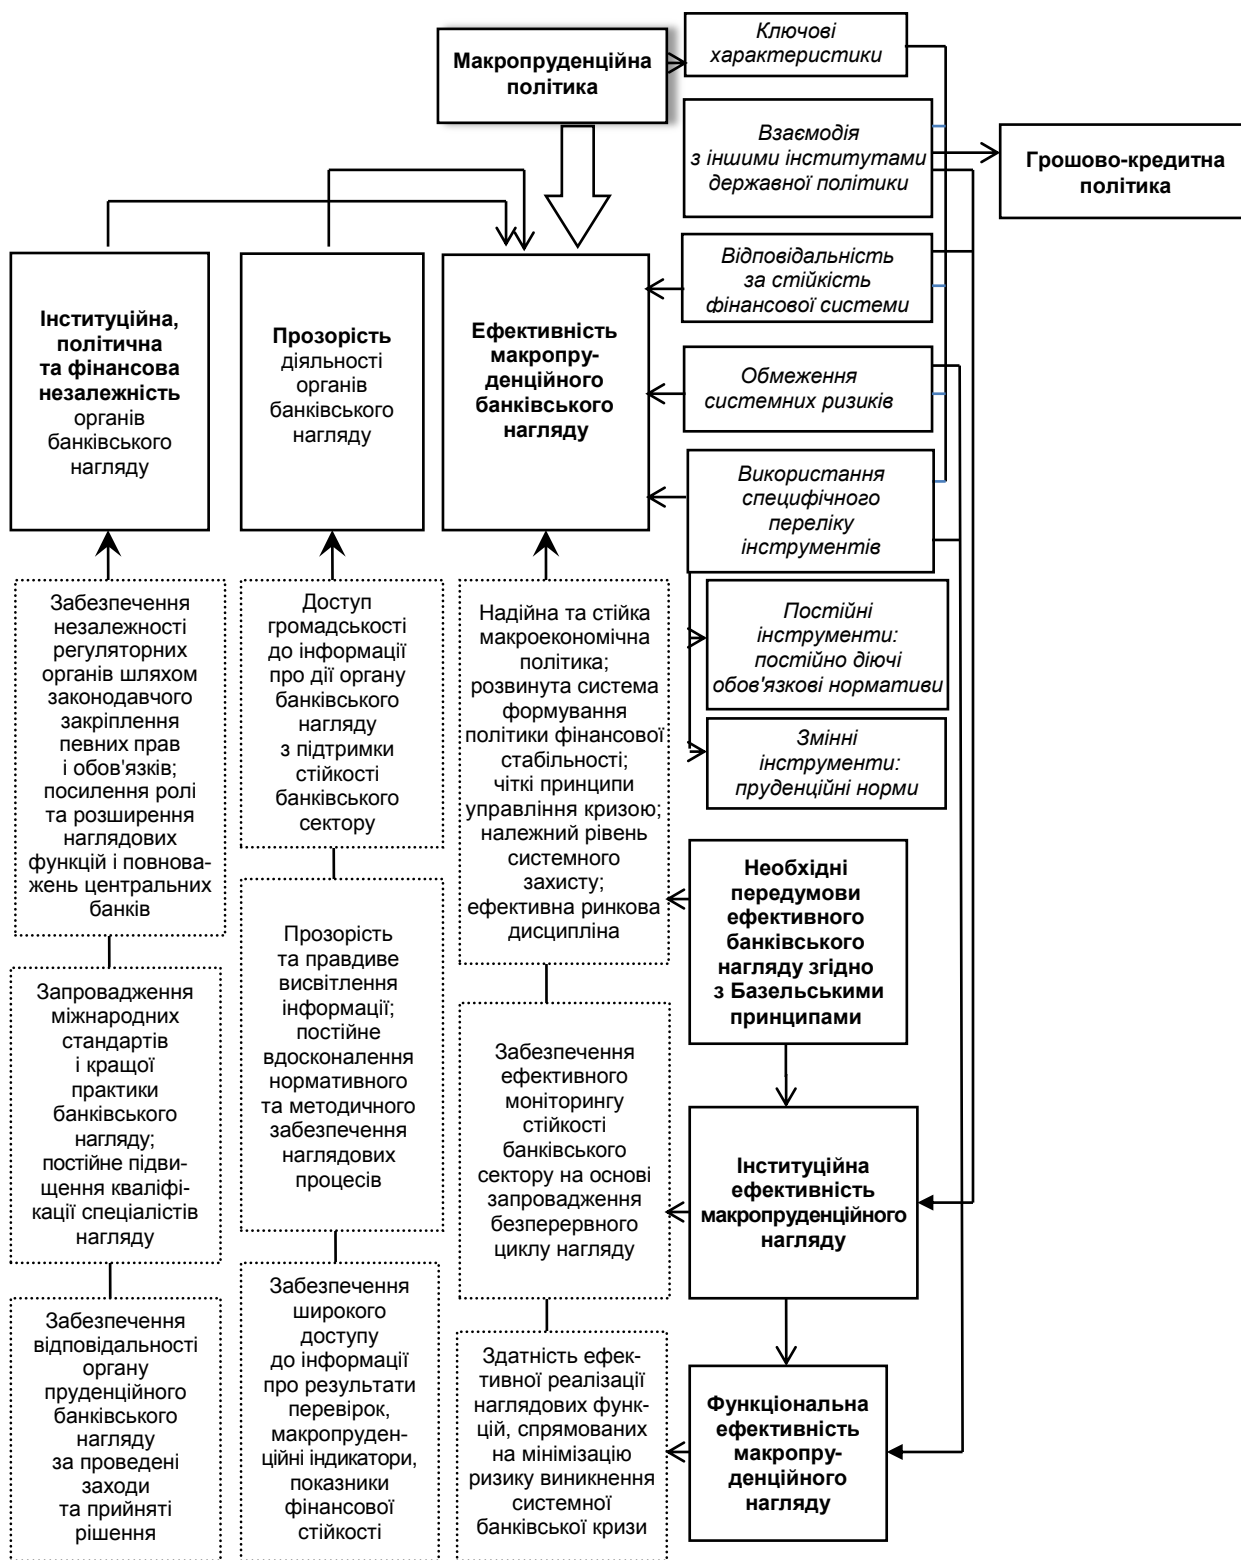 Макропруденційна
політика
Ключові
характеристики
Взаємодія
з іншими інститутами
державної політики
Грошово-кредитна
політика
Інституційна,
політична
та фінансова
незалежність
органів
банківського
нагляду
Прозорість
діяльності
органів
банківського
нагляду
Ефективність
макропру-
денційного
банківського
нагляду
Відповідальність
за стійкість
фінансової системи
Обмеження
системних ризиків
Використання
специфічного
переліку
інструментів
Постійні
інструменти:
постійно діючі
обов'язкові нормативи
Змінні
інструменти:
пруденційні норми
Забезпечення
незалежності
регуляторних
органів шляхом
законодавчого
закріплення
певних прав
і обов'язків;
посилення ролі
та розширення
наглядових
функцій і повнова-
жень центральних
банків
Доступ
громадськості
до інформації
про дії органу
банківського
нагляду
з підтримки
стійкості
банківського
сектору
Надійна та стійка
макроекономічна
політика;
розвинута система
формування
політики фінансової
стабільності;
чіткі принципи
управління кризою;
належний рівень
системного
захисту;
ефективна ринкова
дисципліна
Необхідні
передумови
ефективного
банківського
нагляду згідно
з Базельськими
принципами
Запровадження
міжнародних
стандартів
і кращої
практики
банківського
нагляду;
постійне підви-
щення кваліфі-
кації спеціалістів
нагляду
Прозорість
та правдиве
висвітлення
інформації;
постійне
вдосконалення
нормативного
та методичного
забезпечення
наглядових
процесів
Забезпечення
ефективного
моніторингу
стійкості
банківського
сектору на основі
запровадження
безперервного
циклу нагляду
Інституційна
ефективність
макропруденційного
нагляду
Забезпечення
відповідальності
органу
пруденційного
банківського
нагляду
за проведені
заходи
та прийняті
рішення
Забезпечення
широкого
доступу
до інформації
про результати
перевірок,
макропруден-
ційні індикатори,
показники
фінансової
стійкості
Здатність ефек-
тивної реалізації
наглядових функ-
цій, спрямованих
на мінімізацію
ризику виникнення
системної
банківської кризи
Функціональна
ефективність
макропру-
денційного
нагляду